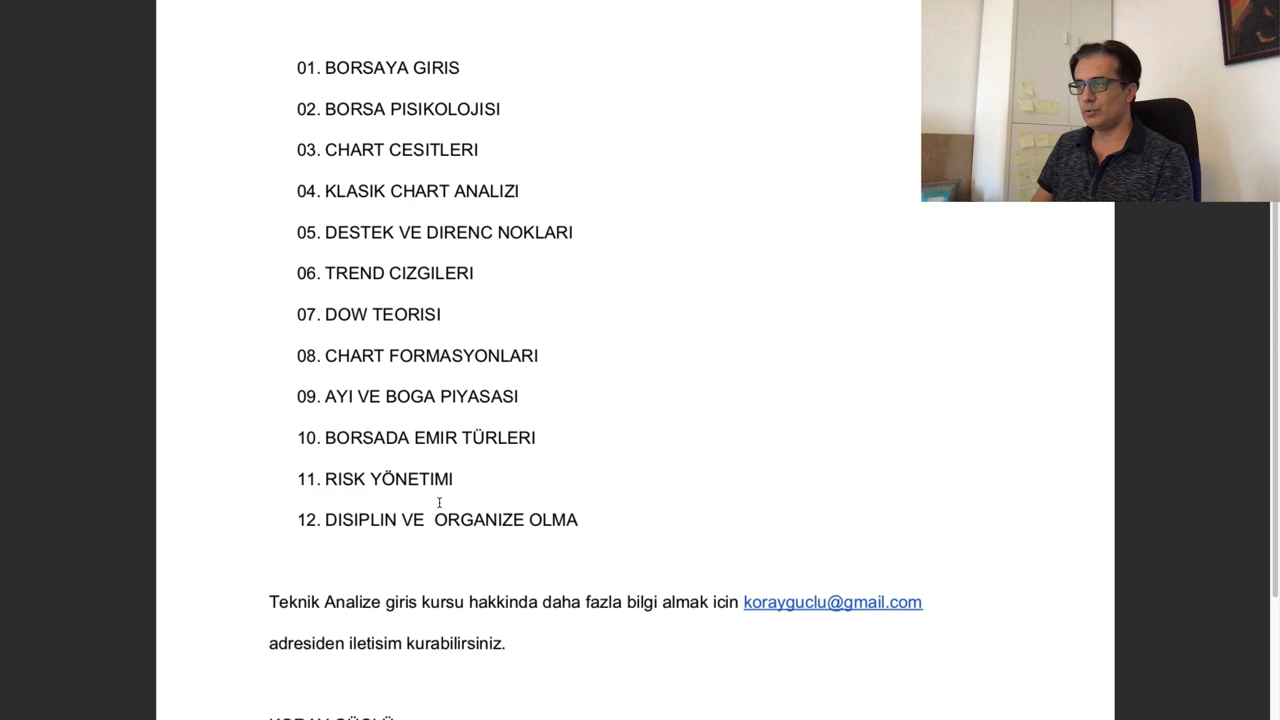 01. BORSAYA GIRIS
02. BORSA PISIKOLOJISI
03. CHART CESITLERI
04. KLASIK CHART ANALIZI
05. DESTEK VE DIRENC NOKLARI
06. TREND CIZGILERI
07. DOW TEORISI
08. CHART FORMASYONLARI
09. AYI VE BOGA PIYASASI
10. BORSADA EMIR TÜRLERI
11. RISK YÖNETIMI
12. DISIPLIN VE  ORGANIZE OLMA
Teknik Analize giris kursu hakkinda daha fazla bilgi almak icin korayguclu@gmail.com
adresiden iletisim kurabilirsiniz.